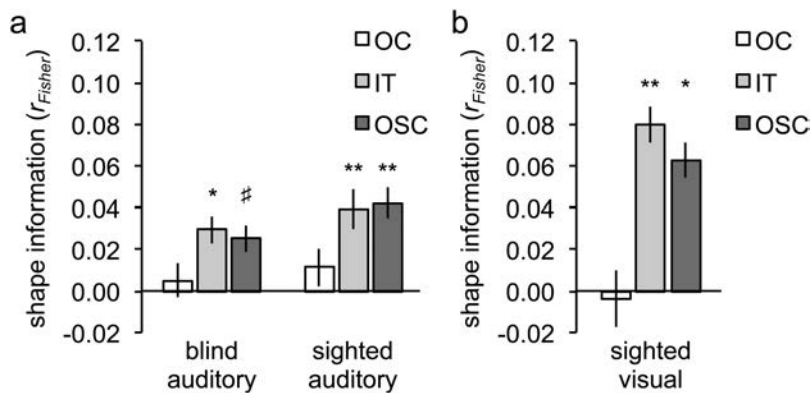 a
shape information (r_Fisher)
0.12
0.10
0.08
0.06
0.04
0.02
0.00
-0.02
OC
IT
OSC
* ♯ ** **
blind
auditory
sighted
auditory
b
shape information (r_Fisher)
0.12
0.10
0.08
0.06
0.04
0.02
0.00
-0.02
OC
IT
OSC
** *
sighted
visual